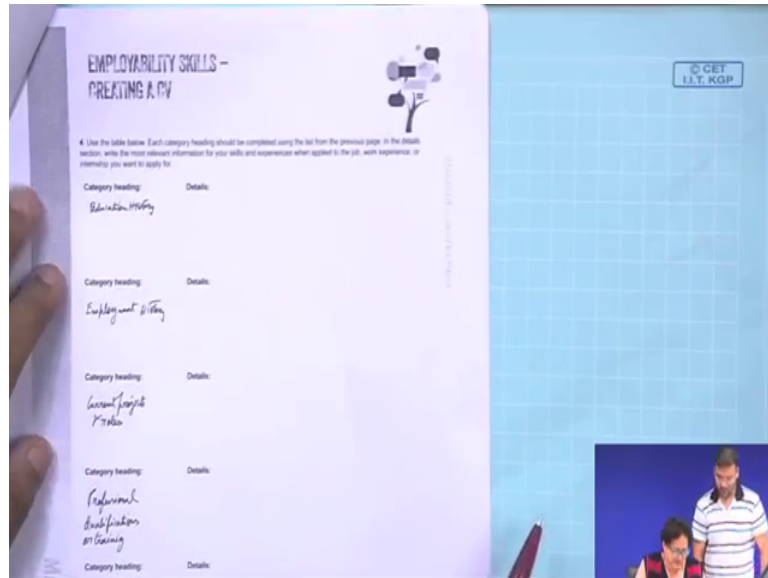 EMPLOYABILITY SKILLS –
CREATING A CV
© CET
I.I.T. KGP
4. Use the table below. Each category heading should be completed using the list from the previous page. In the details
section, write the most relevant information for your skills and experiences when applied to the job, work experience, or
internship you want to apply for.
Category heading: Details:
Education History
Category heading: Details:
Employment History
Category heading: Details:
Current projects
& roles
Category heading: Details:
Professional
Qualifications
or training
Category heading: Details: